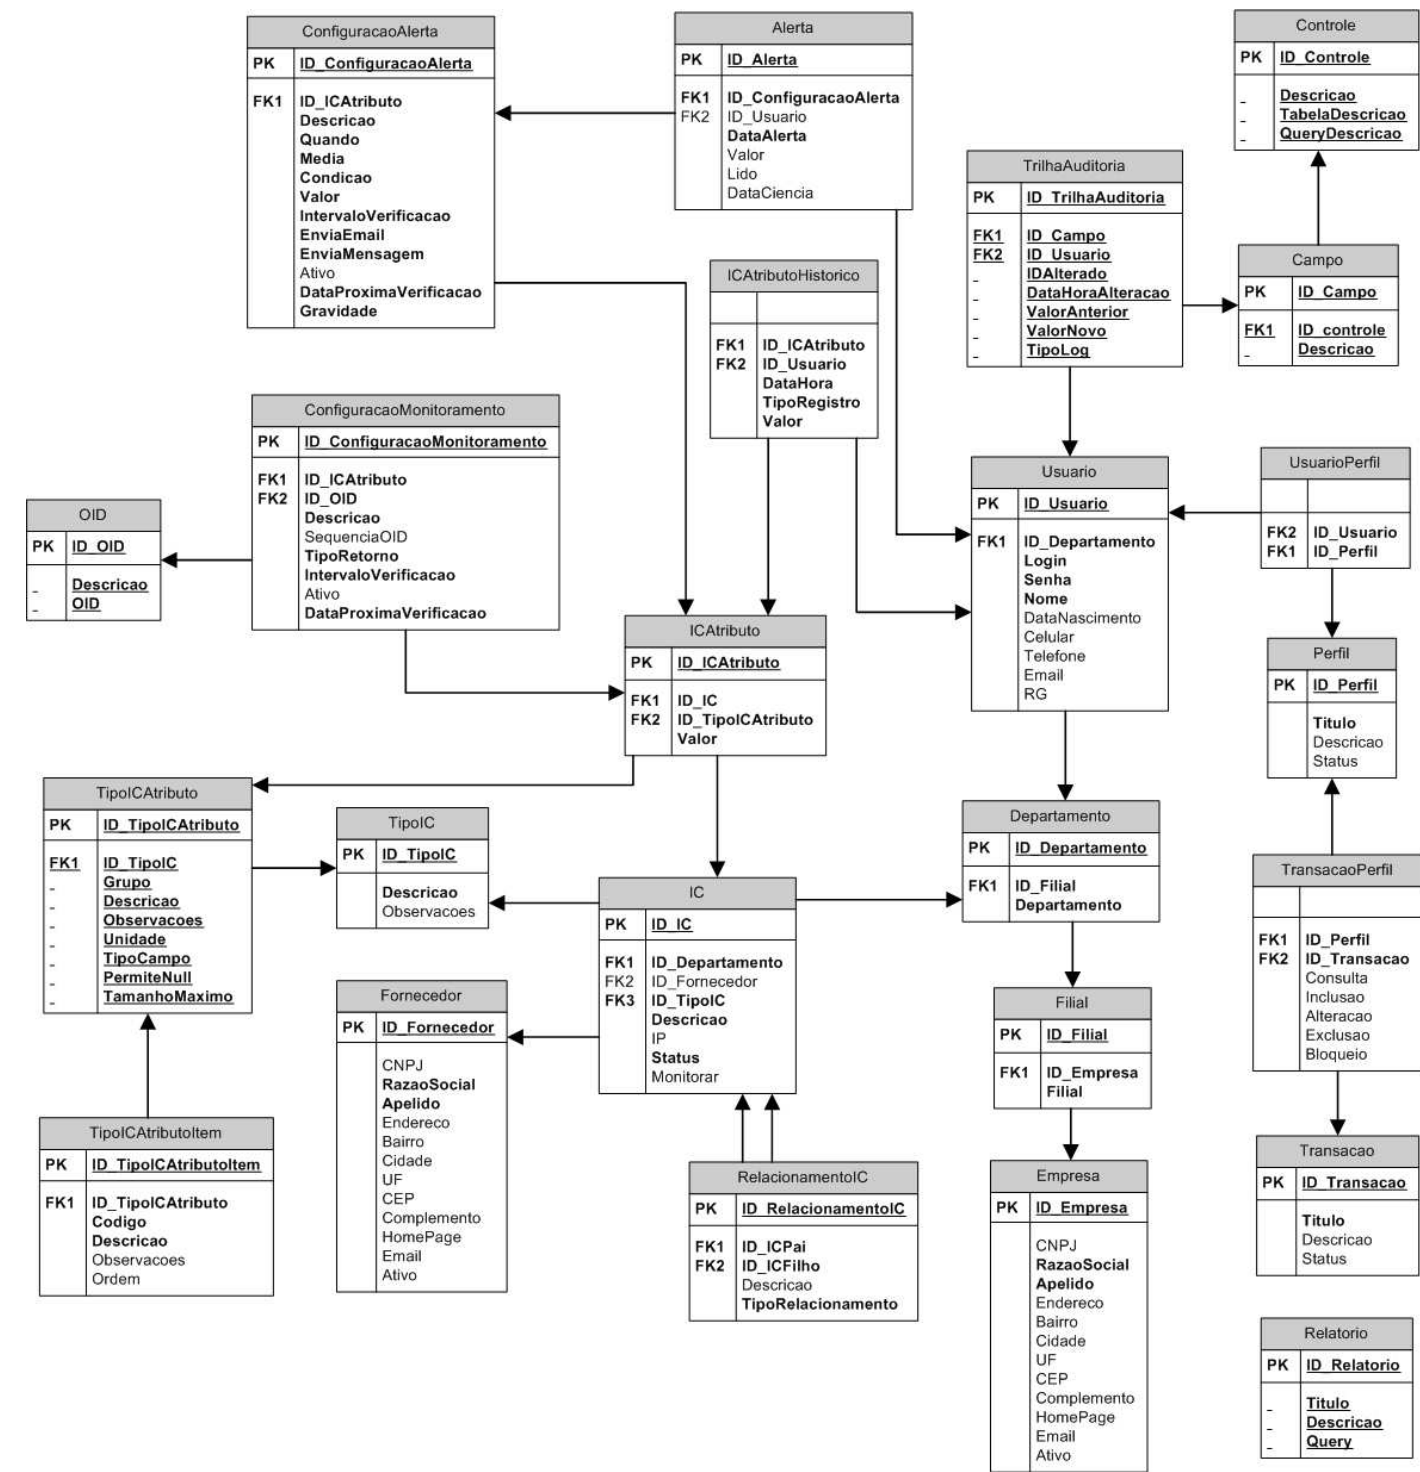 ConfiguracaoAlerta
PK ID_ConfiguracaoAlerta
FK1 ID_ICAtributo
Descricao
Quando
Media
Condicao
Valor
IntervaloVerificacao
EnviaEmail
EnviaMensagem
Ativo
DataProximaVerificacao
Gravidade
Alerta
PK ID_Alerta
FK1 ID_ConfiguracaoAlerta
FK2 ID_Usuario
DataAlerta
Valor
Lido
DataCiencia
Controle
PK ID_Controle
Descricao
TabelaDescricao
QueryDescricao
TrilhaAuditoria
PK ID_TrilhaAuditoria
FK1 ID_Campo
FK2 ID_Usuario
IDAlterado
DataHoraAlteracao
ValorAnterior
ValorNovo
TipoLog
Campo
PK ID_Campo
FK1 ID_controle
Descricao
ICAtributoHistorico
FK1 ID_ICAtributo
FK2 ID_Usuario
DataHora
TipoRegistro
Valor
ConfiguracaoMonitoramento
PK ID_ConfiguracaoMonitoramento
FK1 ID_ICAtributo
FK2 ID_OID
Descricao
SequenciaOID
TipoRetorno
IntervaloVerificacao
Ativo
DataProximaVerificacao
OID
PK ID_OID
Descricao
OID
Usuario
PK ID_Usuario
FK1 ID_Departamento
Login
Senha
Nome
DataNascimento
Celular
Telefone
Email
RG
UsuarioPerfil
FK2 ID_Usuario
FK1 ID_Perfil
ICAtributo
PK ID_ICAtributo
FK1 ID_IC
FK2 ID_TipoICAtributo
Valor
Perfil
PK ID_Perfil
Titulo
Descricao
Status
TipoICAtributo
PK ID_TipoICAtributo
FK1 ID_TipoIC
Grupo
Descricao
Observacoes
Unidade
TipoCampo
PermiteNull
TamanhoMaximo
TipoIC
PK ID_TipoIC
Descricao
Observacoes
Departamento
PK ID_Departamento
FK1 ID_Filial
Departamento
TransacaoPerfil
FK1 ID_Perfil
FK2 ID_Transacao
Consulta
Inclusao
Alteracao
Exclusao
Bloqueio
IC
PK ID_IC
FK1 ID_Departamento
FK2 ID_Fornecedor
FK3 ID_TipoIC
Descricao
IP
Status
Monitorar
Fornecedor
PK ID_Fornecedor
CNPJ
RazaoSocial
Apelido
Endereco
Bairro
Cidade
UF
CEP
Complemento
HomePage
Email
Ativo
Filial
PK ID_Filial
FK1 ID_Empresa
Filial
TipoICAtributoItem
PK ID_TipoICAtributoItem
FK1 ID_TipoICAtributo
Codigo
Descricao
Observacoes
Ordem
RelacionamentoIC
PK ID_RelacionamentoIC
FK1 ID_ICPai
FK2 ID_ICFilho
Descricao
TipoRelacionamento
Empresa
PK ID_Empresa
CNPJ
RazaoSocial
Apelido
Endereco
Bairro
Cidade
UF
CEP
Complemento
HomePage
Email
Ativo
Transacao
PK ID_Transacao
Titulo
Descricao
Status
Relatorio
PK ID_Relatorio
Titulo
Descricao
Query